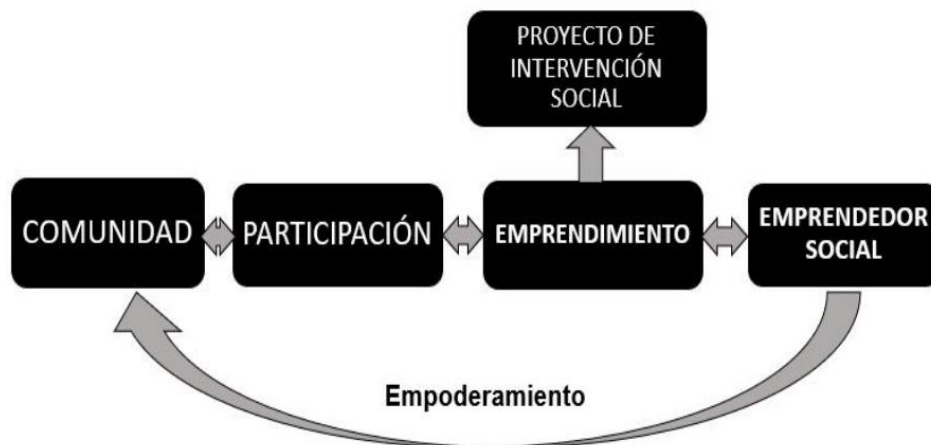 PROYECTO DE
INTERVENCIÓN
SOCIAL
COMUNIDAD
PARTICIPACIÓN
EMPRENDIMIENTO
EMPRENDEDOR
SOCIAL
Empoderamiento